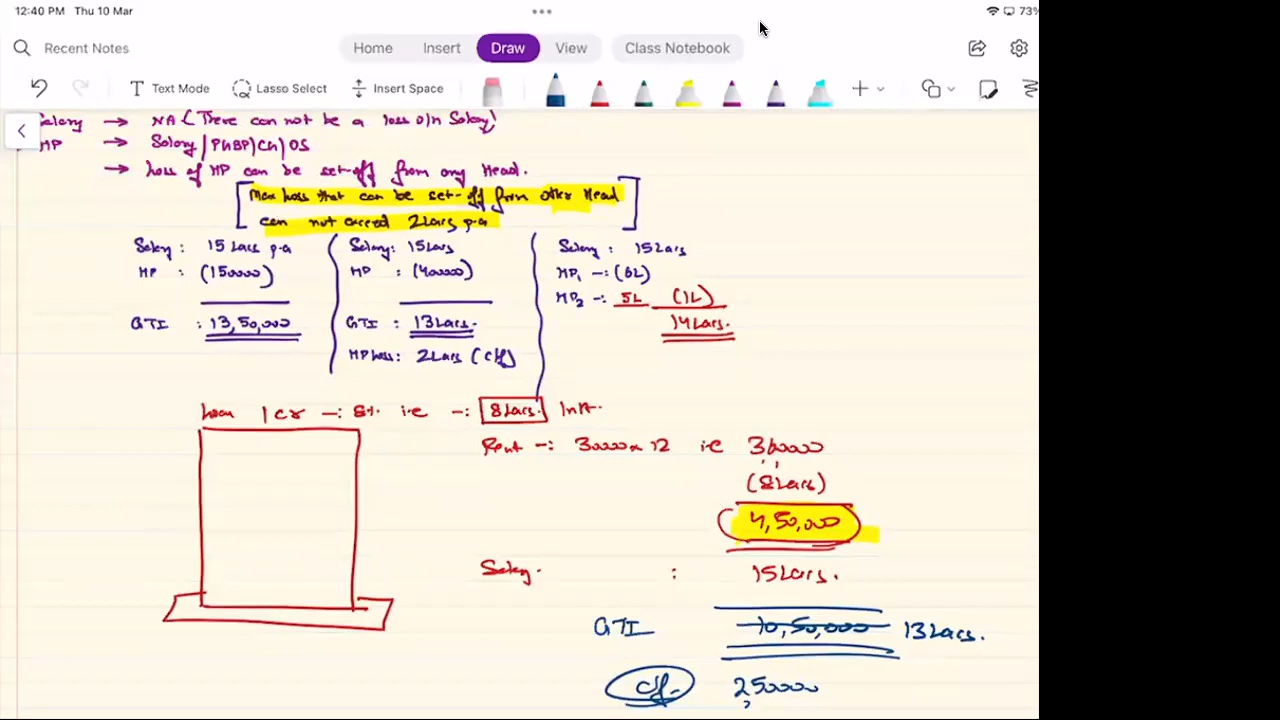 12:40 PM Thu 10 Mar
73%
Recent Notes
Home Insert Draw View Class Notebook
Text Mode Lasso Select Insert Space
Salary → NA (There can not be a loss o/n Salary)
HP → Salary/PhBP/CG/OS
→ Loss of HP can be set-off from any Head.
[Max loss that can be set-off from other Head
can not exceed 2Lacs p.a]
Salary: 15 Lacs p.a
HP : (150000)
GTI : 13,50,000
Salary: 15Lacs
HP : (400000)
GTI : 13Lacs.
HP loss: 2Lacs (c/f)
Salary : 15Lacs
HP1 -: (6L)
HP2 -: 5L (1L)
14Lacs.
Loan 1cr -: 8%. i.e -: 8Lacs. Int.
Rent -: 30000x12 i.e 360000
(8Lacs)
4,50,000
Salary. : 15Lacs.
GTI 10,50,000 13Lacs.
c/f. 2,50000